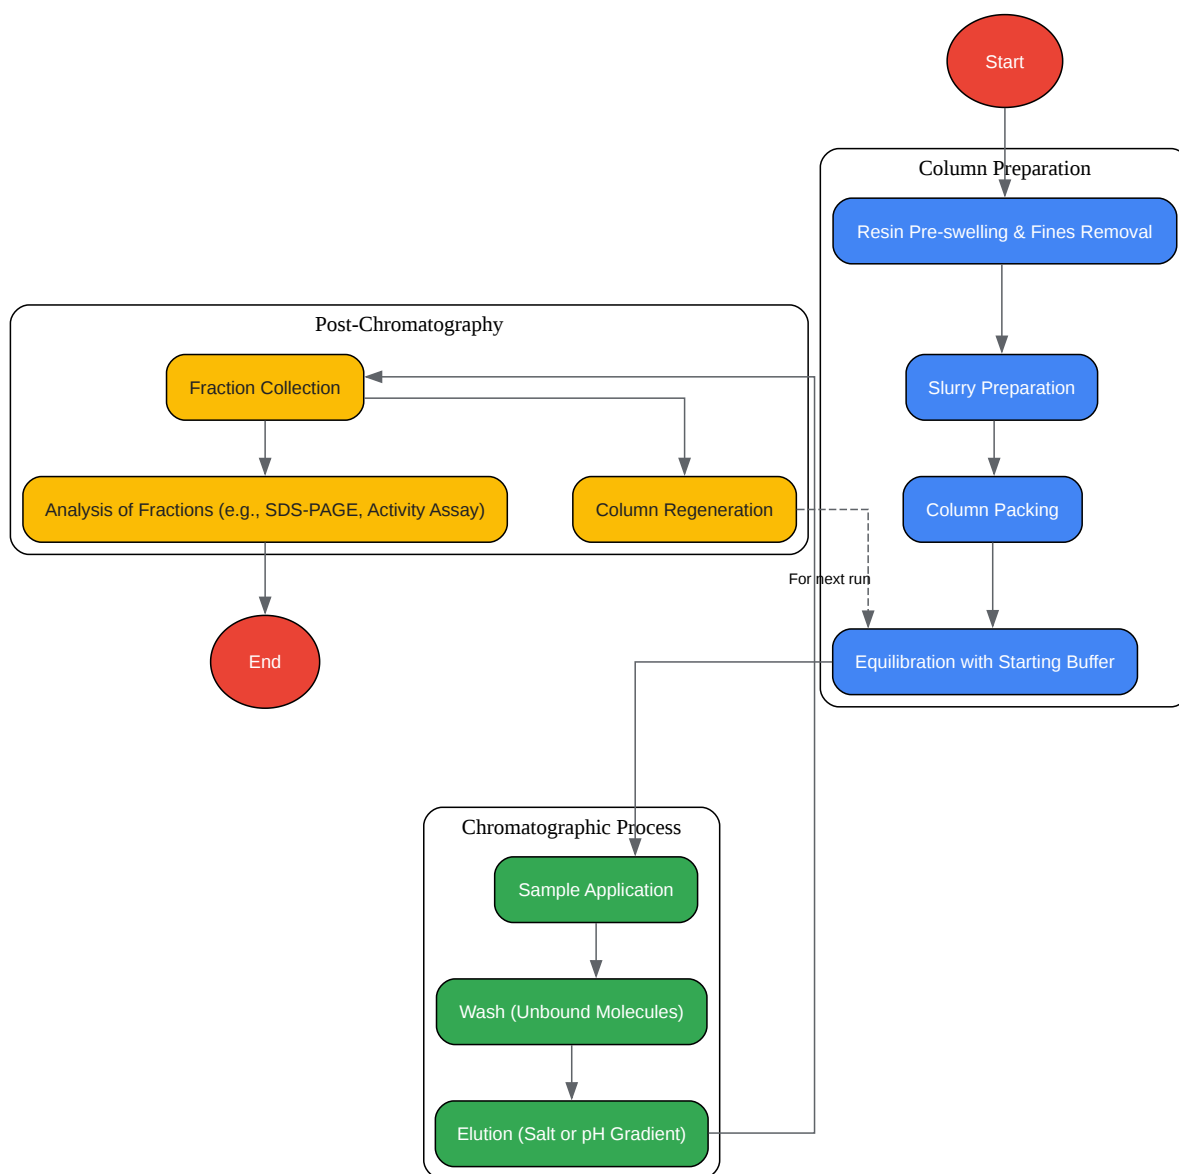 Start
Column Preparation
Resin Pre-swelling & Fines Removal
Slurry Preparation
Column Packing
Equilibration with Starting Buffer
Post-Chromatography
Fraction Collection
Analysis of Fractions (e.g., SDS-PAGE, Activity Assay)
Column Regeneration
For next run
End
Chromatographic Process
Sample Application
Wash (Unbound Molecules)
Elution (Salt or pH Gradient)